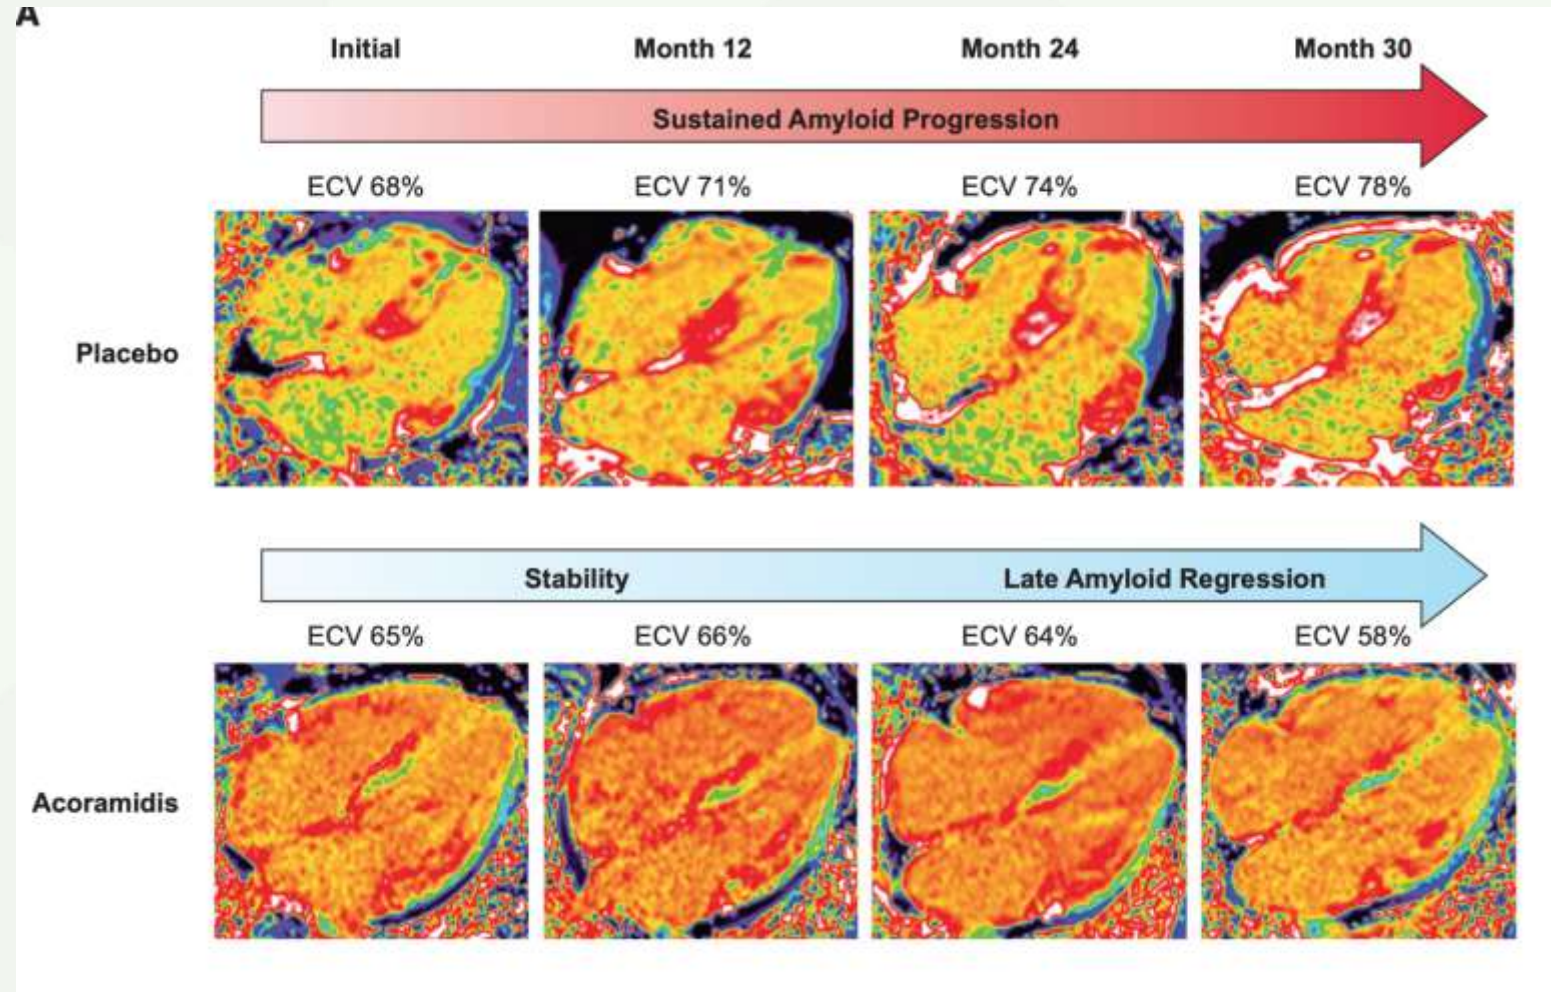 A
Initial Month 12 Month 24 Month 30
Sustained Amyloid Progression
ECV 68% ECV 71% ECV 74% ECV 78%
Placebo
Stability Late Amyloid Regression
ECV 65% ECV 66% ECV 64% ECV 58%
Acoramidis